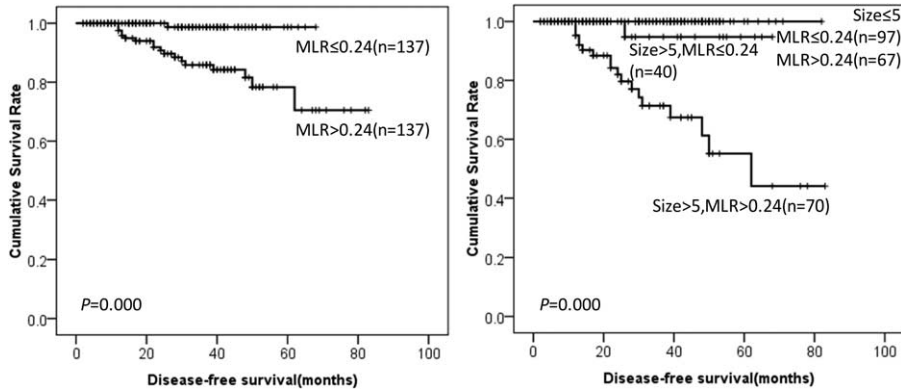 1.0
0.8
0.6
0.4
0.2
0.0
Cumulative Survival Rate
MLR≤0.24(n=137)
MLR>0.24(n=137)
P=0.000
0
20
40
60
80
100
Disease-free survival(months)
1.0
0.8
0.6
0.4
0.2
0.0
Cumulative Survival Rate
Size≤5
MLR≤0.24(n=97)
MLR>0.24(n=67)
Size>5,MLR≤0.24
(n=40)
Size>5,MLR>0.24(n=70)
P=0.000
0
20
40
60
80
100
Disease-free survival(months)